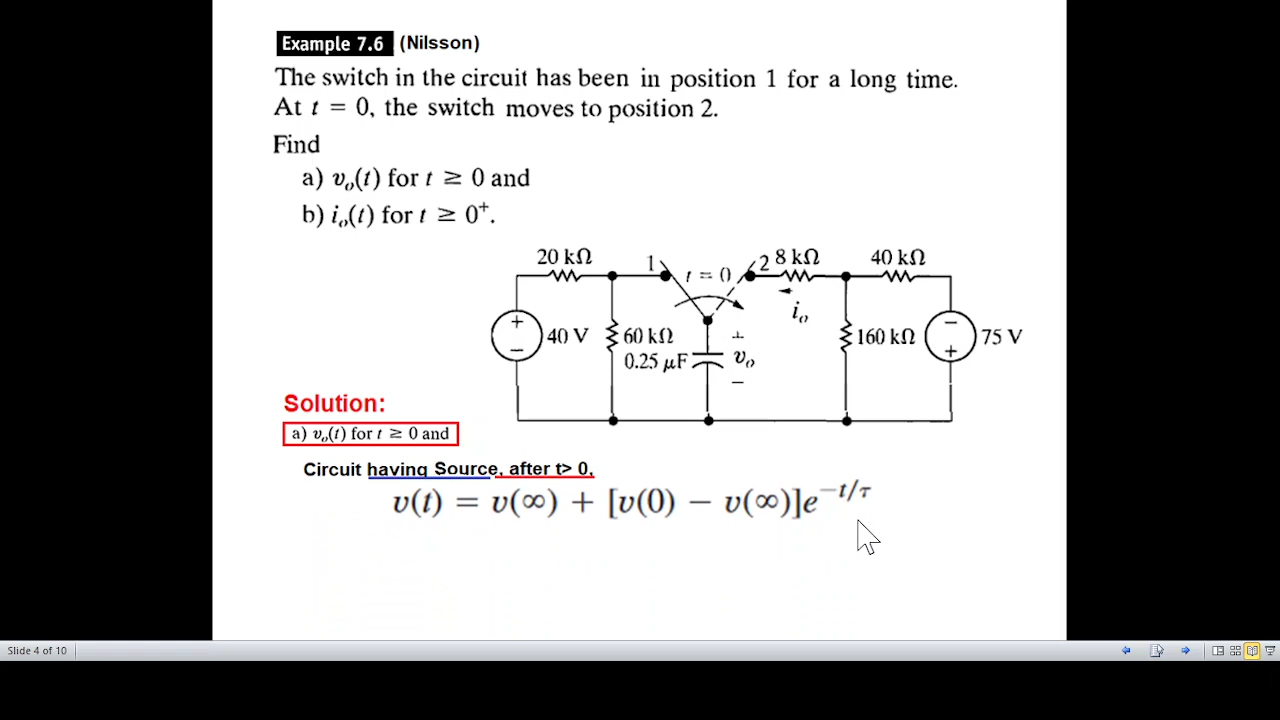 Example 7.6 (Nilsson)
The switch in the circuit has been in position 1 for a long time.
At t = 0, the switch moves to position 2.
Find
a) vₒ(t) for t ≥ 0 and
b) iₒ(t) for t ≥ 0⁺.
20 kΩ
1
t = 0
2
8 kΩ
40 kΩ
iₒ
+
−
40 V
60 kΩ
0.25 μF
+
vₒ
−
160 kΩ
−
+
75 V
Solution:
a) vₒ(t) for t ≥ 0 and
Circuit having Source, after t> 0,
v(t) = v(∞) + [v(0) − v(∞)]e^−t/τ
Slide 4 of 10